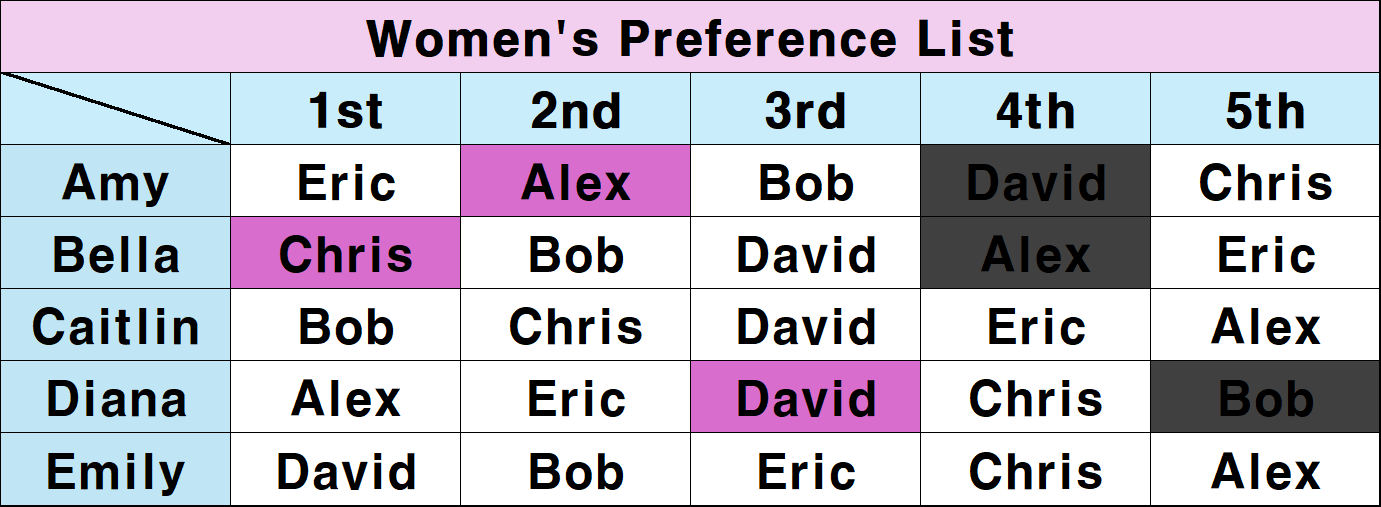 Women's Preference List
1st 2nd 3rd 4th 5th
Amy Eric Alex Bob David Chris
Bella Chris Bob David Alex Eric
Caitlin Bob Chris David Eric Alex
Diana Alex Eric David Chris Bob
Emily David Bob Eric Chris Alex